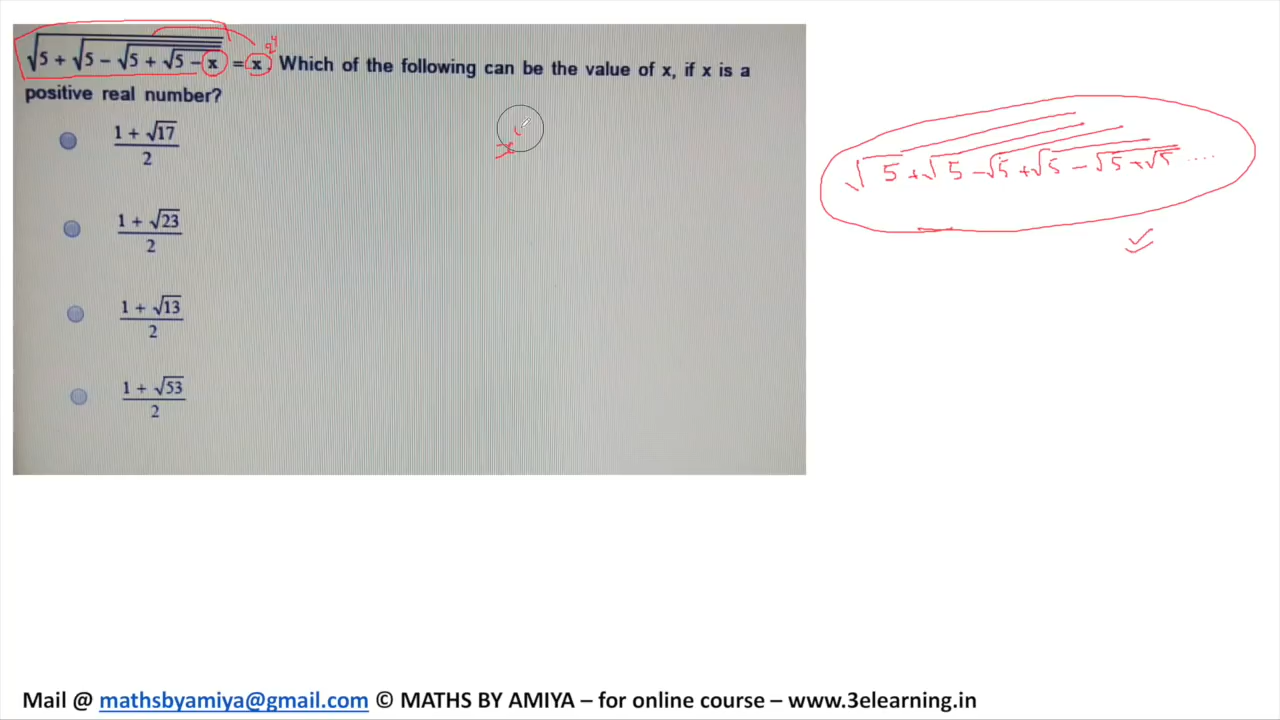 √5 + √5 − √5 + √5 − x = x. Which of the following can be the value of x, if x is a
positive real number?
1 + √17
2
1 + √23
2
1 + √13
2
1 + √53
2
x
√5 + √5 − √5 + √5 − √5 + √5 ....
Mail @ mathsbyamiya@gmail.com © MATHS BY AMIYA – for online course – www.3elearning.in